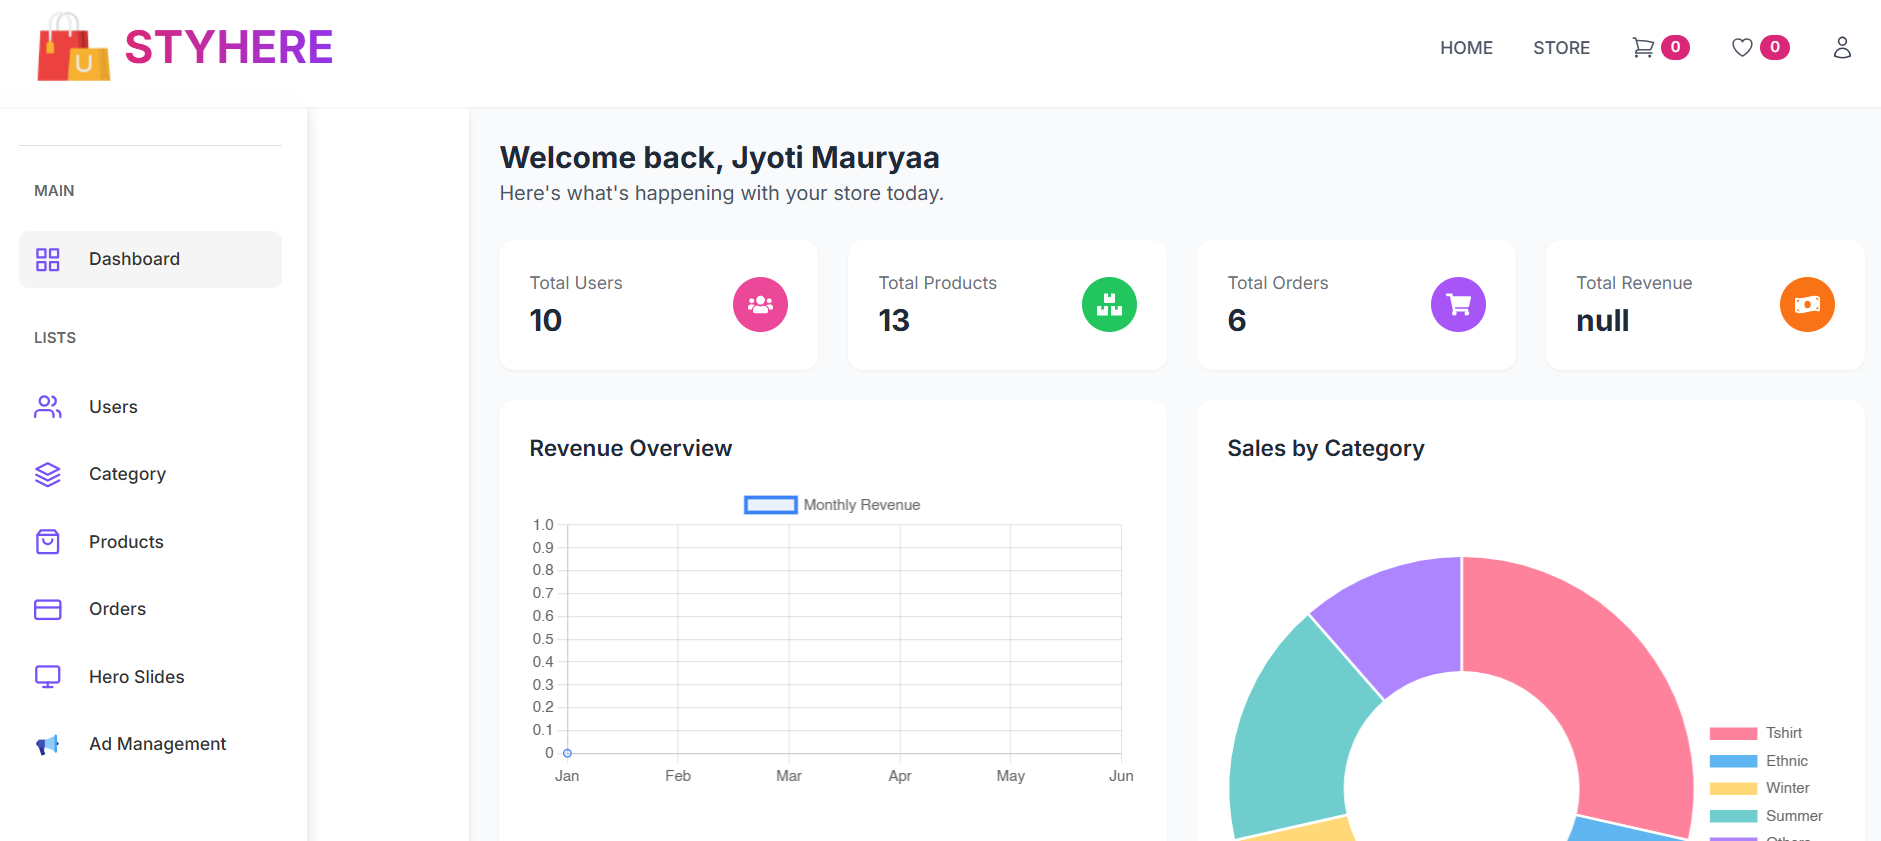 STYHERE
HOME STORE 0 0
MAIN
Dashboard
LISTS
Users
Category
Products
Orders
Hero Slides
Ad Management
Welcome back, Jyoti Mauryaa
Here's what's happening with your store today.
Total Users
10
Total Products
13
Total Orders
6
Total Revenue
null
Revenue Overview
Monthly Revenue
1.0
0.9
0.8
0.7
0.6
0.5
0.4
0.3
0.2
0.1
0
Jan Feb Mar Apr May Jun
Sales by Category
Tshirt
Ethnic
Winter
Summer